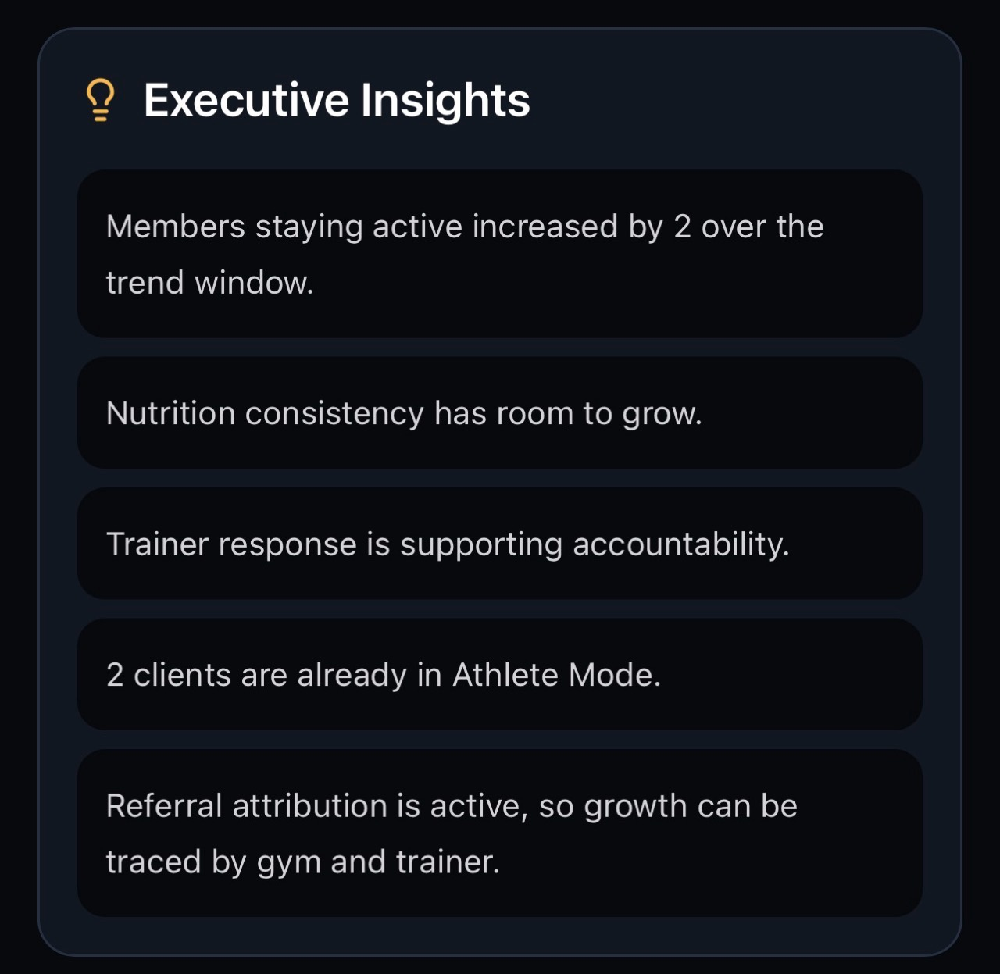 Executive Insights
Members staying active increased by 2 over the
trend window.
Nutrition consistency has room to grow.
Trainer response is supporting accountability.
2 clients are already in Athlete Mode.
Referral attribution is active, so growth can be
traced by gym and trainer.